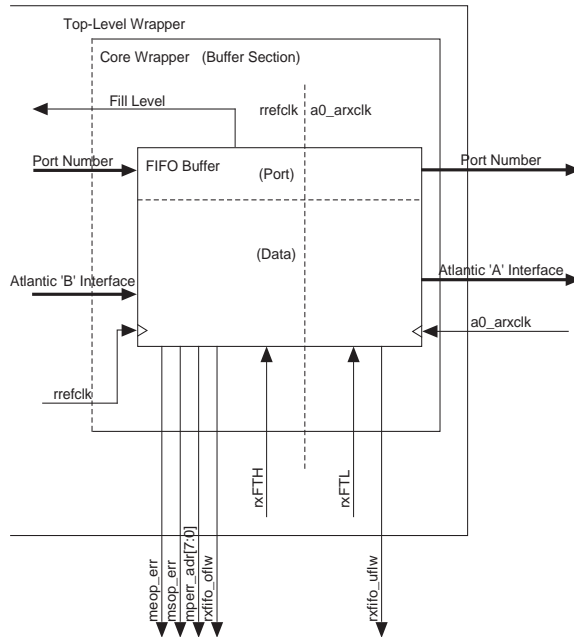 Top-Level Wrapper
Core Wrapper (Buffer Section)
Fill Level
rrefclk
a0_arxclk
Port Number
FIFO Buffer
(Port)
Port Number
(Data)
Atlantic 'B' Interface
Atlantic 'A' Interface
a0_arxclk
rrefclk
rxFTH
rxFTL
meop_err
msop_err
mperr_adr[7:0]
rxfifo_oflw
rxfifo_uflw